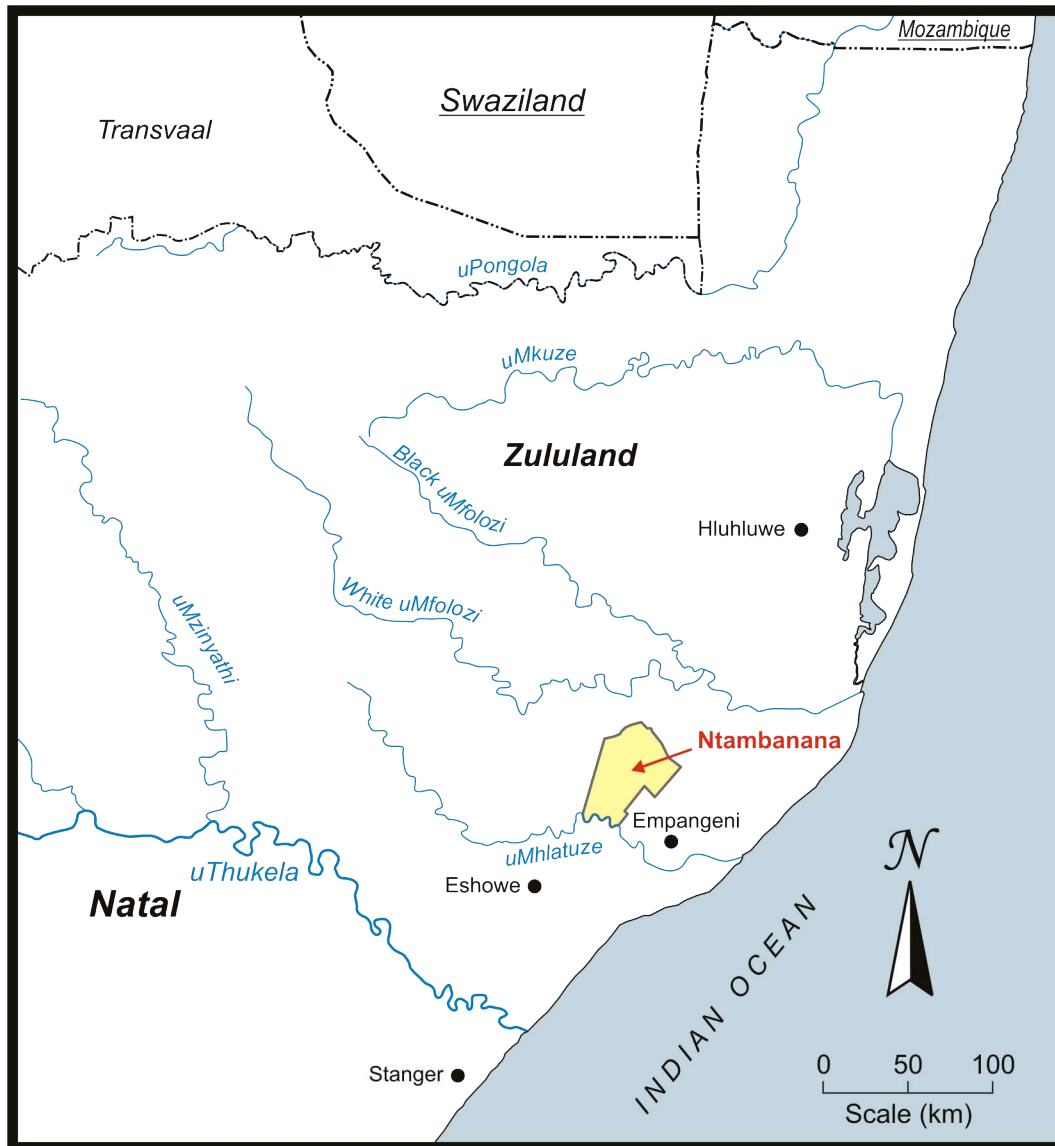 Mozambique
Swaziland
Transvaal
uPongola
uMkuze
Zululand
Black uMfolozi
Hluhluwe
White uMfolozi
uMzinyathi
Ntambanana
Empangeni
uMhlatuze
uThukela
Eshowe
Natal
N
INDIAN OCEAN
Stanger
0 50 100
Scale (km)